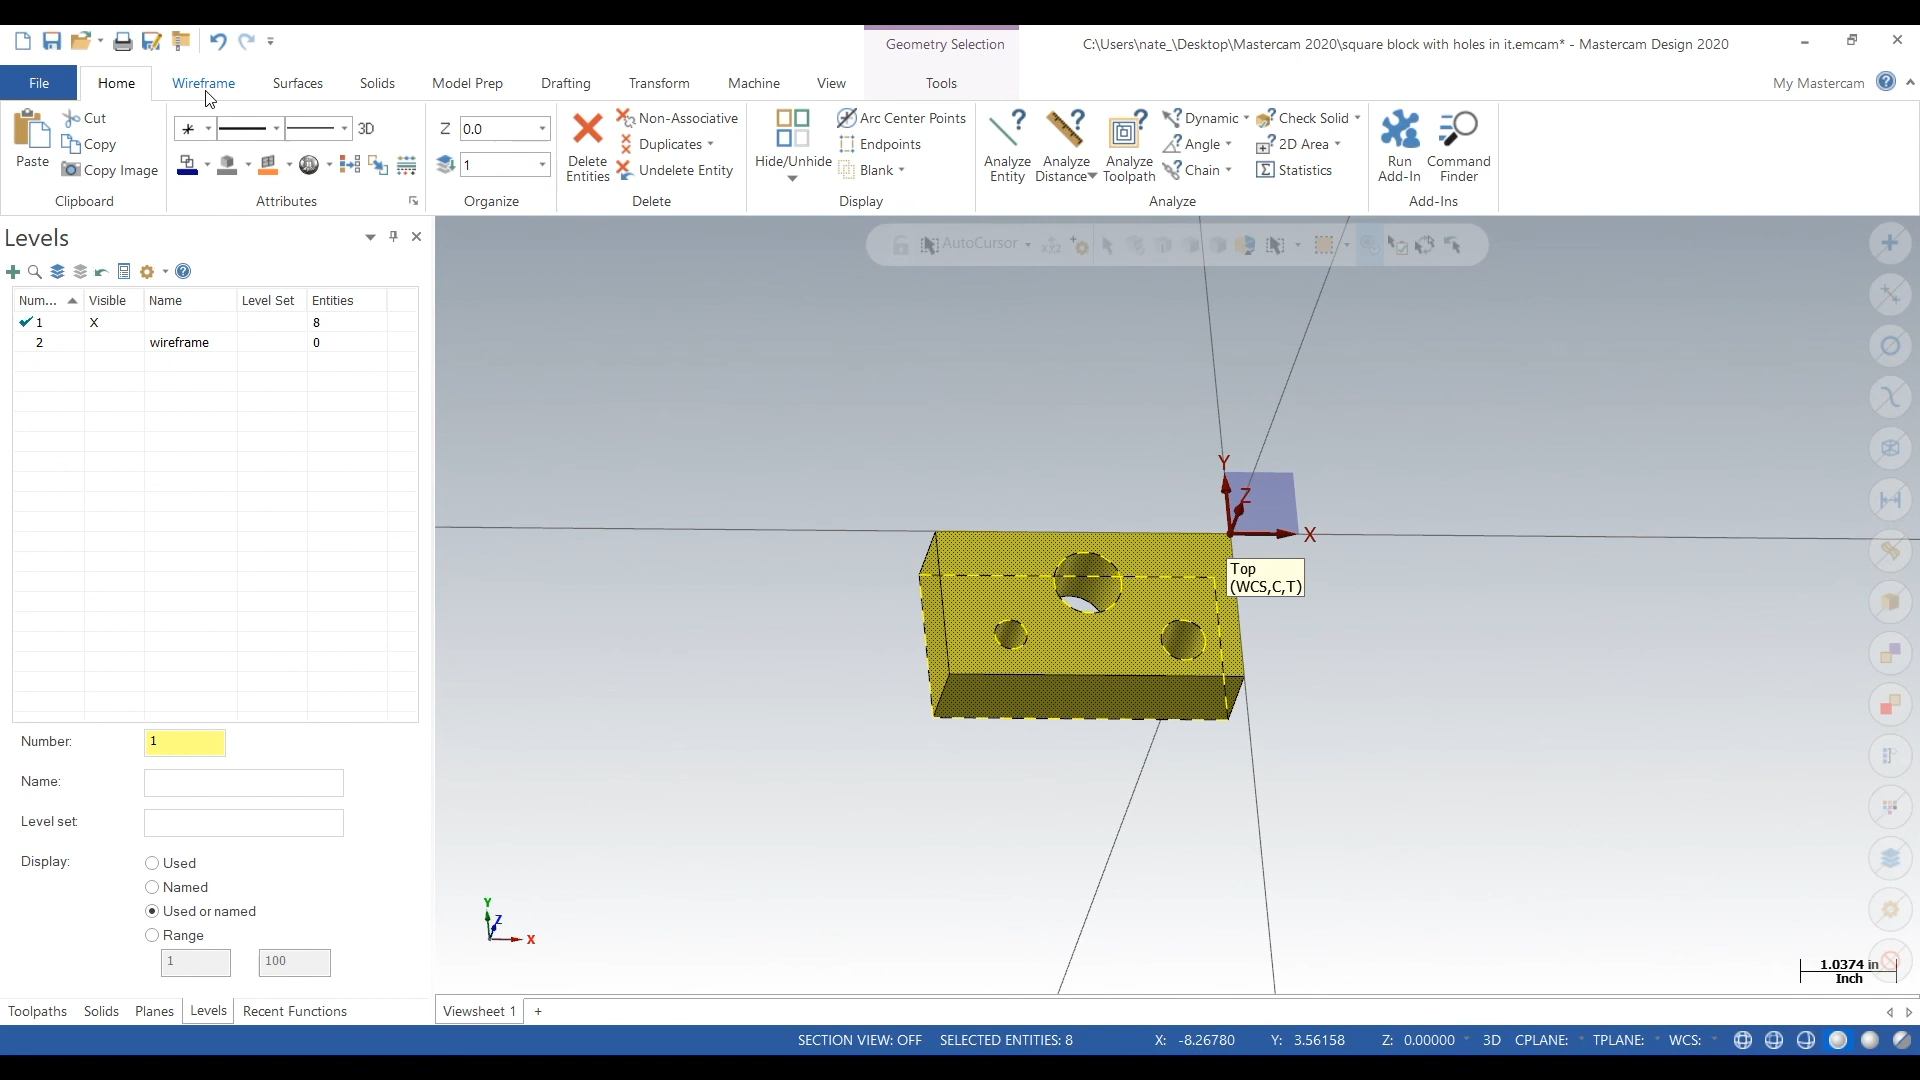 Geometry Selection
C:\Users\nate_\Desktop\Mastercam 2020\square block with holes in it.emcam* - Mastercam Design 2020
File
Home
Wireframe
Surfaces
Solids
Model Prep
Drafting
Transform
Machine
View
Tools
My Mastercam
Paste
Cut
Copy
Copy Image
Clipboard
3D
Attributes
Z 0.0
1
Organize
Delete Entities
Non-Associative
Duplicates
Undelete Entity
Delete
Hide/Unhide
Arc Center Points
Endpoints
Blank
Display
Analyze Entity
Analyze Distance
Analyze Toolpath
Dynamic
Angle
Chain
Check Solid
2D Area
Statistics
Analyze
Run Add-In
Command Finder
Add-Ins
Levels
Num... Visible Name Level Set Entities
1 X 8
2 wireframe 0
Number: 1
Name:
Level set:
Display:
Used
Named
Used or named
Range
1 100
Toolpaths Solids Planes Levels Recent Functions
AutoCursor
Y
Z
X
Top
(WCS,C,T)
Y
Z
X
1.0374 in
Inch
Viewsheet 1 +
SECTION VIEW: OFF SELECTED ENTITIES: 8 X: -8.26780 Y: 3.56158 Z: 0.00000 3D CPLANE: TPLANE: WCS: